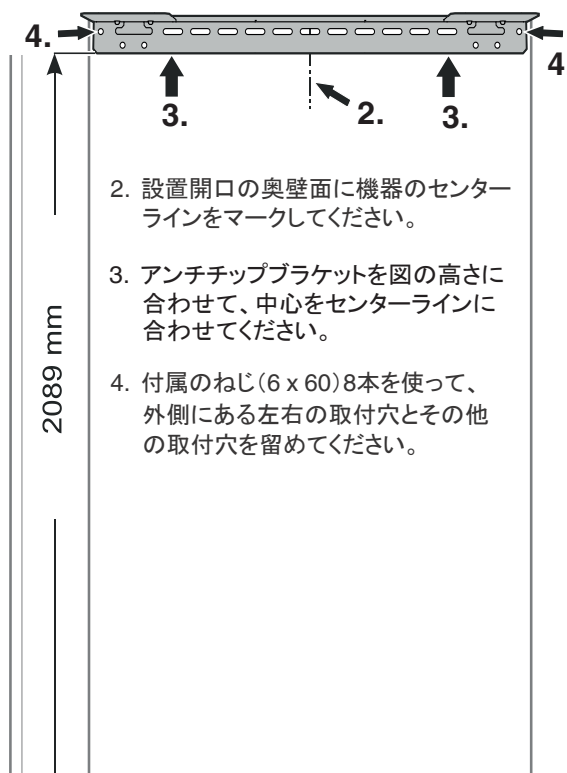 4.
4
3.
2.
3.
2. 設置開口の奥壁面に機器のセンター
ラインをマークしてください。
3. アンチチップブラケットを図の高さに
合わせて、中心をセンターラインに
合わせてください。
4. 付属のねじ(6 x 60)8本を使って、
外側にある左右の取付穴とその他
の取付穴を留めてください。
2089 mm